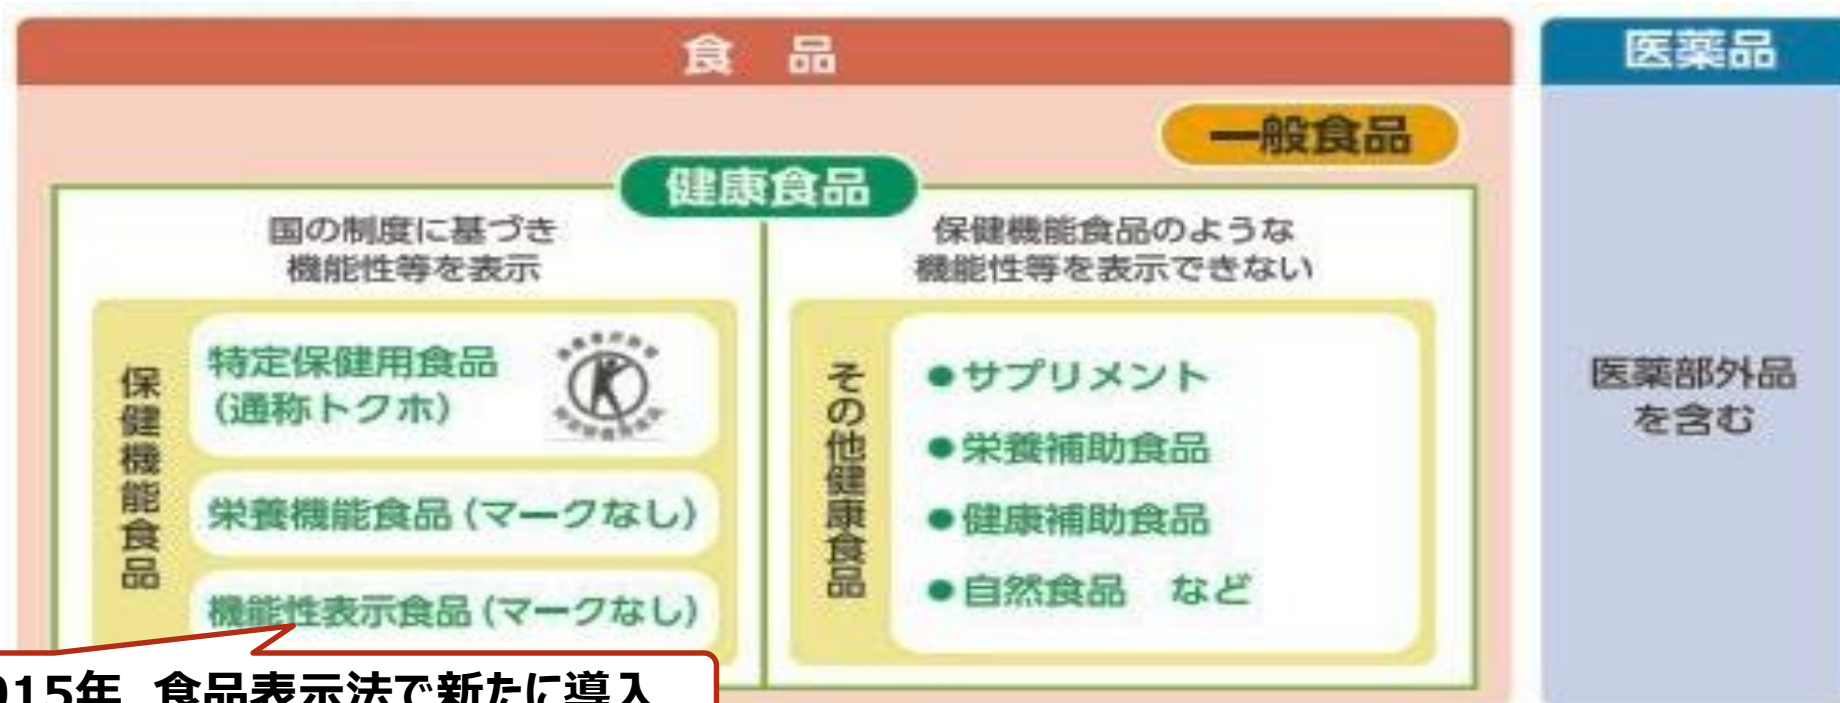 食 品
医薬品
一般食品
健康食品
国の制度に基づき
機能性等を表示
保健機能食品
特定保健用食品
(通称トクホ)
栄養機能食品(マークなし)
機能性表示食品(マークなし)
保健機能食品のような
機能性等を表示できない
その他健康食品
●サプリメント
●栄養補助食品
●健康補助食品
●自然食品 など
医薬部外品
を含む
015年 食品表示法で新たに導入